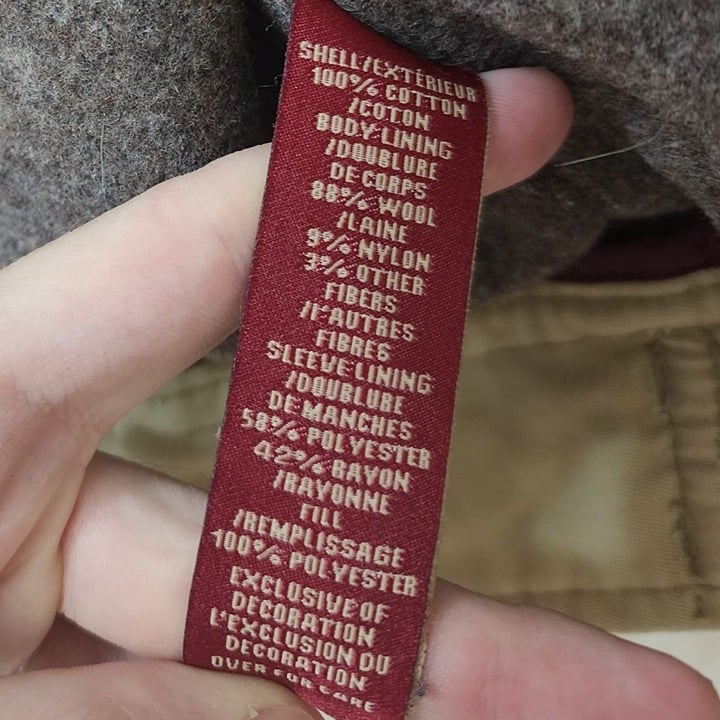 SHELL/EXTÉRIEUR
100% COTTON
/COTON
BODY LINING
/DOUBLURE
DE CORPS
88% WOOL
/LAINE
9% NYLON
3% OTHER
FIBERS
/D'AUTRES
FIBRES
SLEEVE LINING
/DOUBLURE
DE MANCHES
58% POLYESTER
42% RAYON
/RAYONNE
FILL
/REMPLISSAGE
100% POLYESTER
EXCLUSIVE OF
DECORATION
L'EXCLUSION DU
DECORATION
OVER FOR CARE